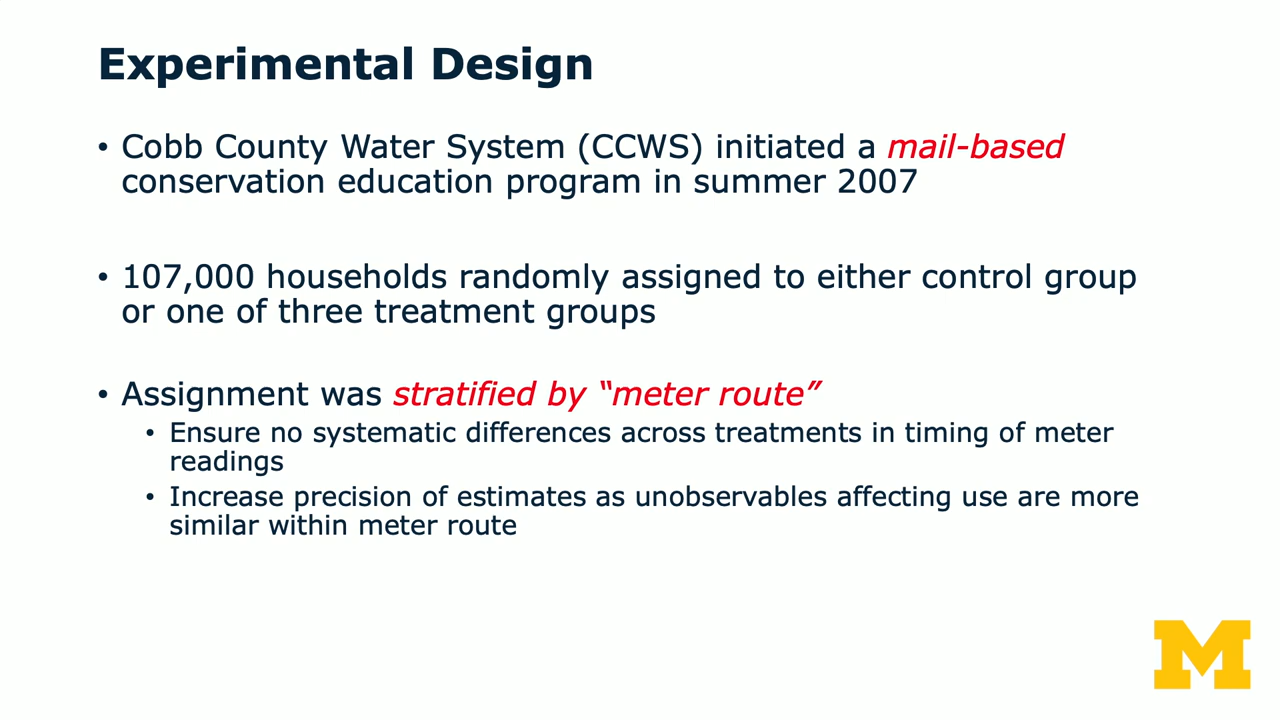 Experimental Design
• Cobb County Water System (CCWS) initiated a mail-based
conservation education program in summer 2007
• 107,000 households randomly assigned to either control group
or one of three treatment groups
• Assignment was stratified by “meter route”
• Ensure no systematic differences across treatments in timing of meter
readings
• Increase precision of estimates as unobservables affecting use are more
similar within meter route
M